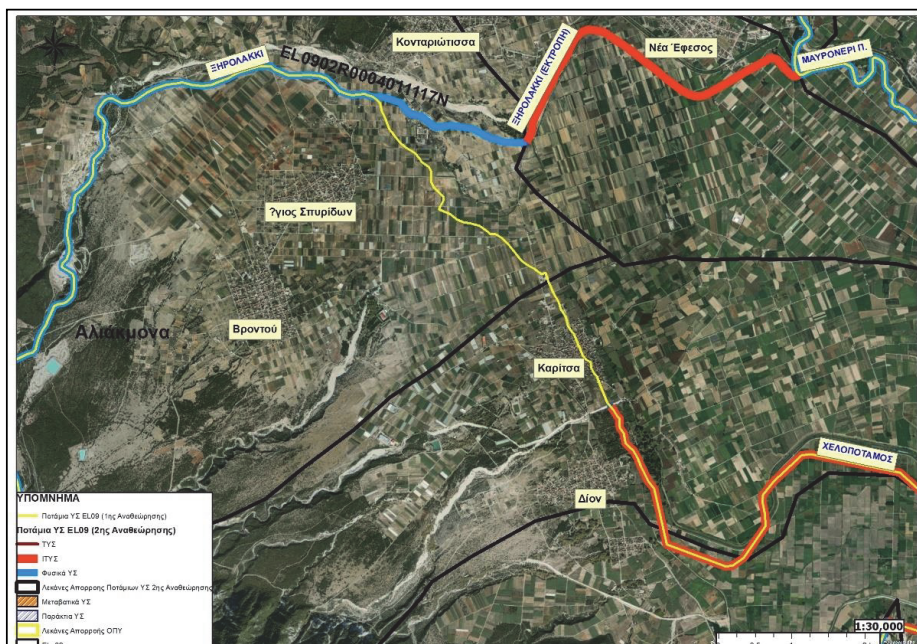 Κονταριώτισσα
ΞΗΡΟΛΑΚΚΙ (ΕΚΤΡΟΠΗ)
Νέα Έφεσος
ΜΑΥΡΟΝΕΡΙ Π.
ΞΗΡΟΛΑΚΚΙ
EL0902R0004011117N
?γιος Σπυρίδων
Βροντού
Αλιάκμονα
Καρίτσα
Δίον
ΧΕΛΟΠΟΤΑΜΟΣ
ΥΠΟΜΝΗΜΑ
Ποτάμια ΥΣ EL09 (1ης Αναθεώρησης)
Ποτάμια ΥΣ EL09 (2ης Αναθεώρησης)
ΤΥΣ
ΙΤΥΣ
Φυσικά ΥΣ
Λεκάνες Απορροης Ποτάμιων ΥΣ 2ης Αναθεώρησης
Μεταβατικά ΥΣ
Παράκτια ΥΣ
Λεκάνες Απορροής ΟΠΥ
1:30,000